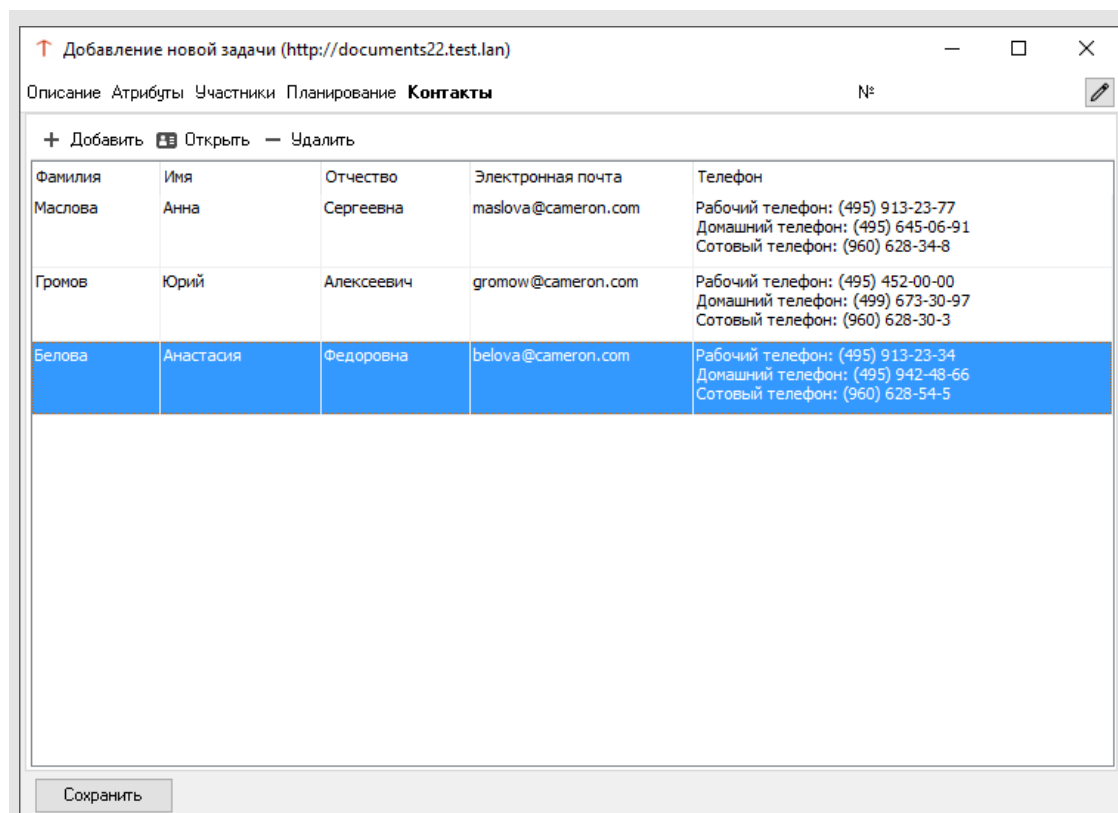 Добавление новой задачи (http://documents22.test.lan)
Описание Атрибуты Участники Планирование Контакты №
Добавить Открыть Удалить
Фамилия Имя Отчество Электронная почта Телефон
Маслова Анна Сергеевна maslova@cameron.com Рабочий телефон: (495) 913-23-77
Домашний телефон: (495) 645-06-91
Сотовый телефон: (960) 628-34-8
Громов Юрий Алексеевич gromow@cameron.com Рабочий телефон: (495) 452-00-00
Домашний телефон: (499) 673-30-97
Сотовый телефон: (960) 628-30-3
Белова Анастасия Федоровна belova@cameron.com Рабочий телефон: (495) 913-23-34
Домашний телефон: (495) 942-48-66
Сотовый телефон: (960) 628-54-5
Сохранить